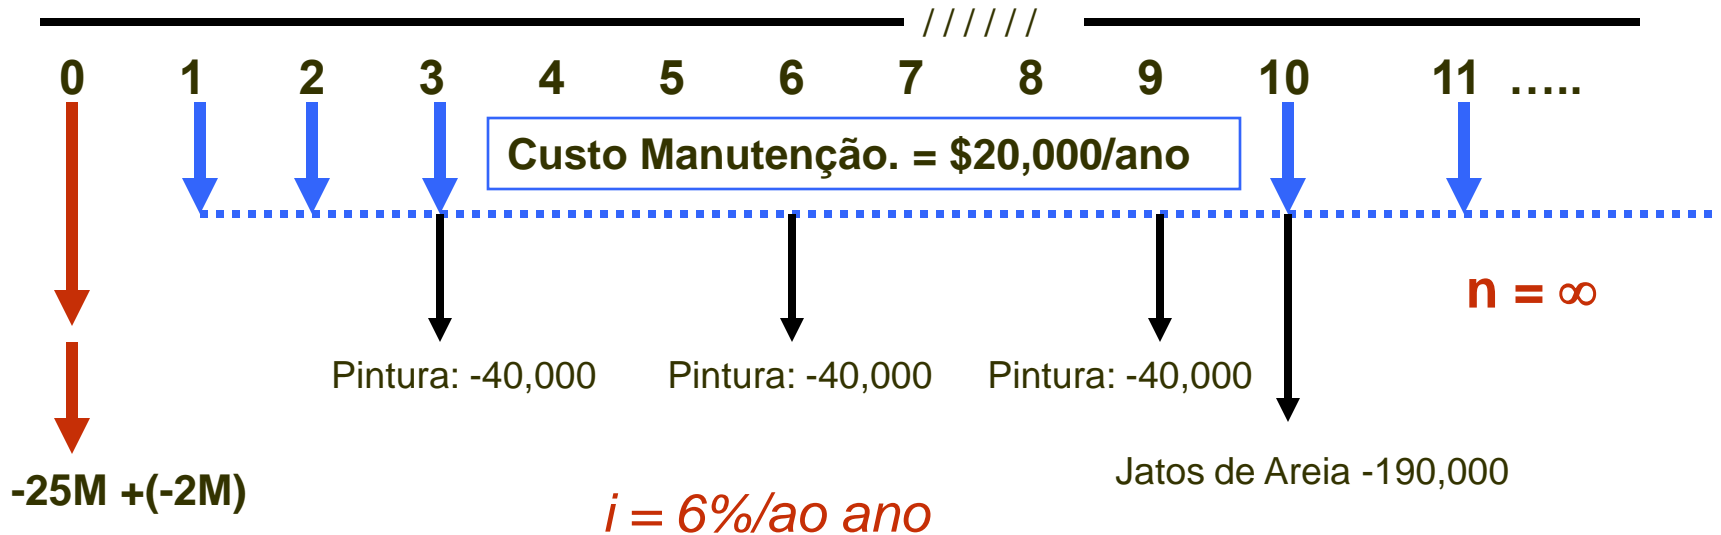 //////
0 1 2 3 4 5 6 7 8 9 10 11 …..
Custo Manutenção. = $20,000/ano
n = ∞
Pintura: -40,000 Pintura: -40,000 Pintura: -40,000
Jatos de Areia -190,000
-25M +(-2M)
i = 6%/ao ano